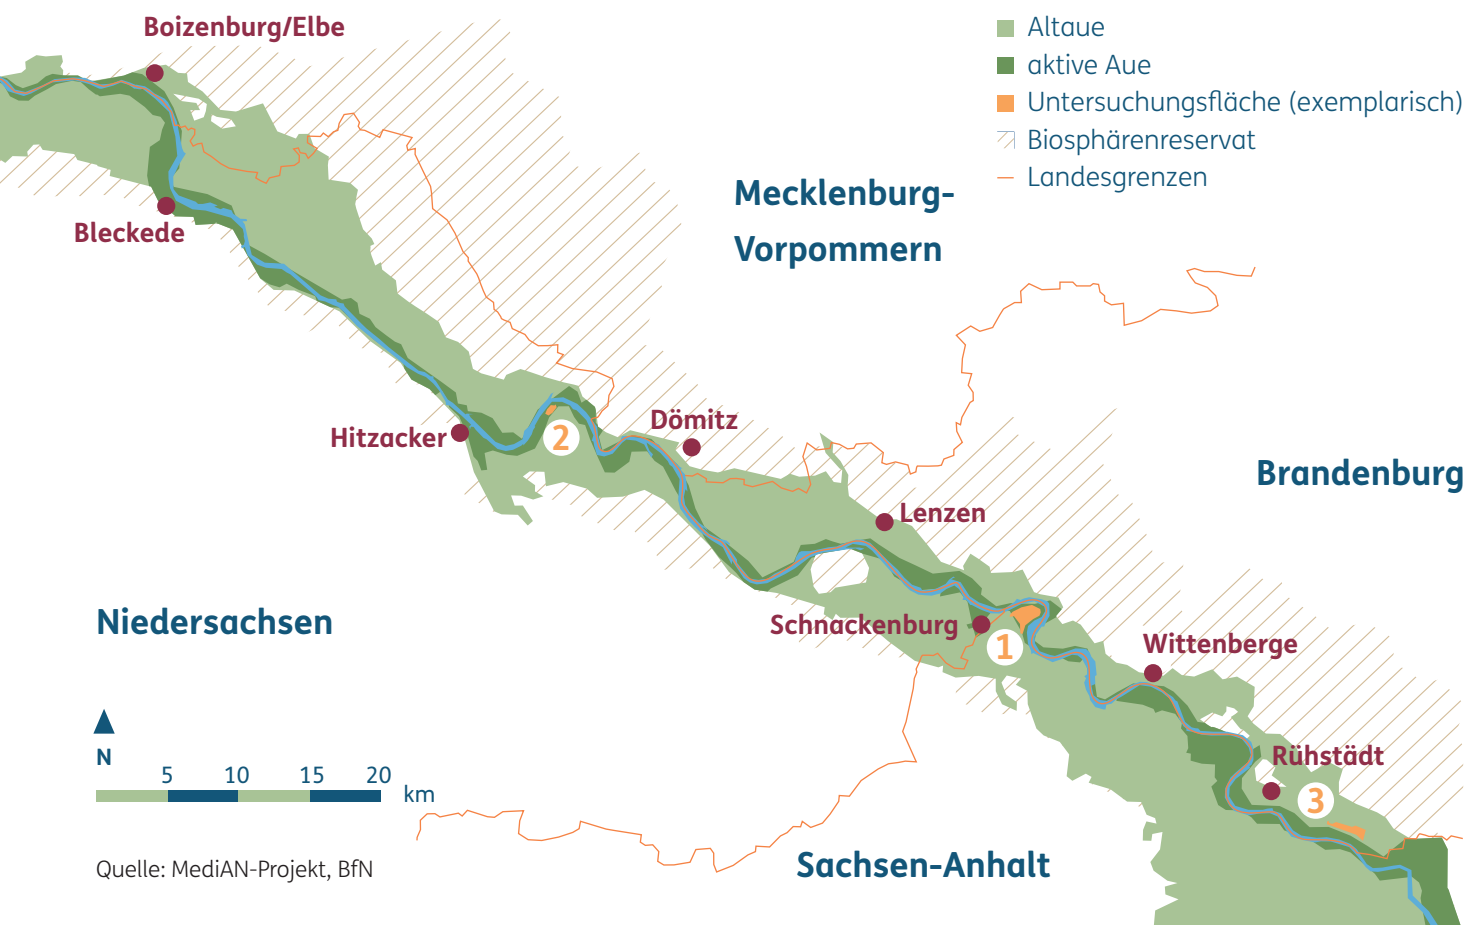 Boizenburg/Elbe
Altaue
aktive Aue
Untersuchungsfläche (exemplarisch)
Biosphärenreservat
Landesgrenzen
Mecklenburg-
Vorpommern
Bleckede
Hitzacker
2
Dömitz
Brandenburg
Lenzen
Niedersachsen
Schnackenburg
1
Wittenberge
Rühstädt
3
N
5 10 15 20
km
Sachsen-Anhalt
Quelle: MediAN-Projekt, BfN